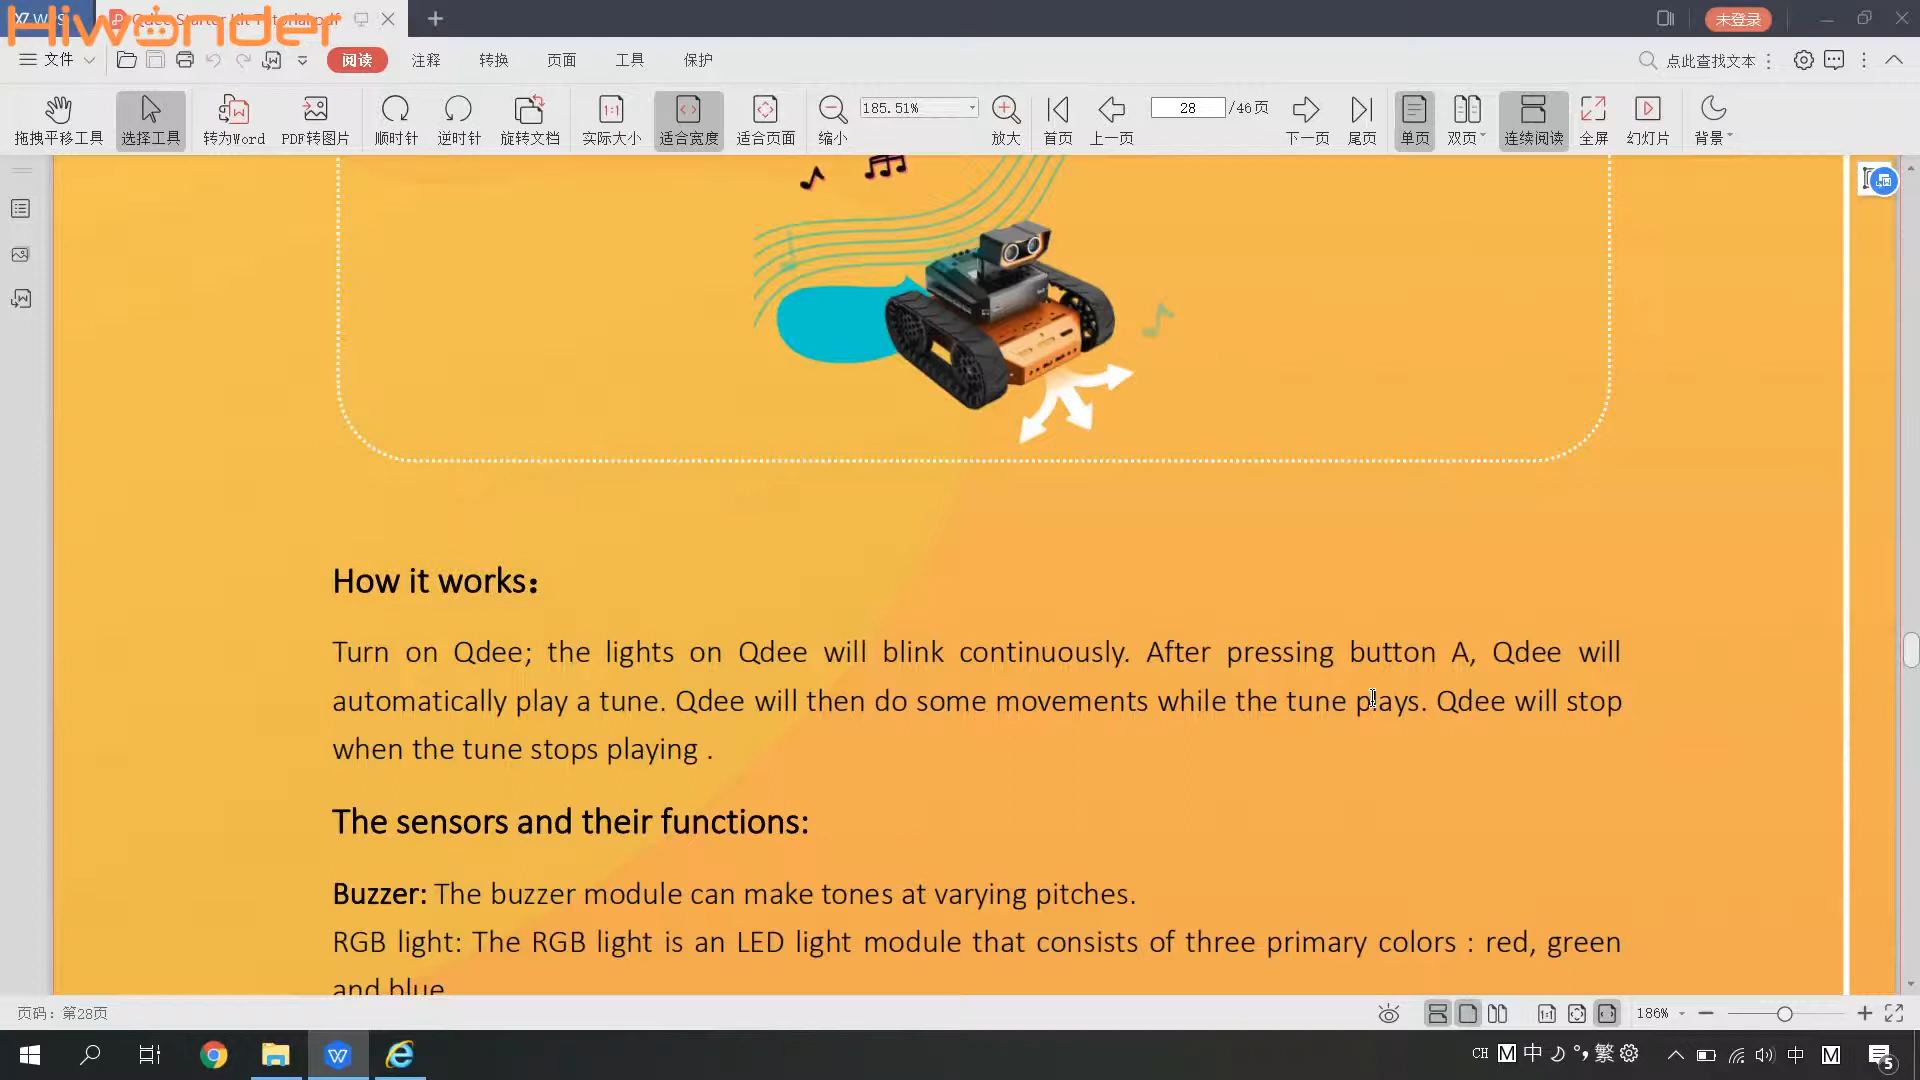 Hiwonder
Qdee Starter Kit Tutorial.pdf
未登录
文件
阅读
注释
转换
页面
工具
保护
点此查找文本
拖拽平移工具
选择工具
转为Word
PDF转图片
顺时针
逆时针
旋转文档
实际大小
适合宽度
适合页面
缩小
185.51%
放大
首页
上一页
28 /46页
下一页
尾页
单页
双页
连续阅读
全屏
幻灯片
背景
How it works：
Turn on Qdee; the lights on Qdee will blink continuously. After pressing button A, Qdee will
automatically play a tune. Qdee will then do some movements while the tune plays. Qdee will stop
when the tune stops playing .
The sensors and their functions:
Buzzer: The buzzer module can make tones at varying pitches.
RGB light: The RGB light is an LED light module that consists of three primary colors : red, green
and blue
页码: 第28页
186%
CH M 中 繁 中 M 5